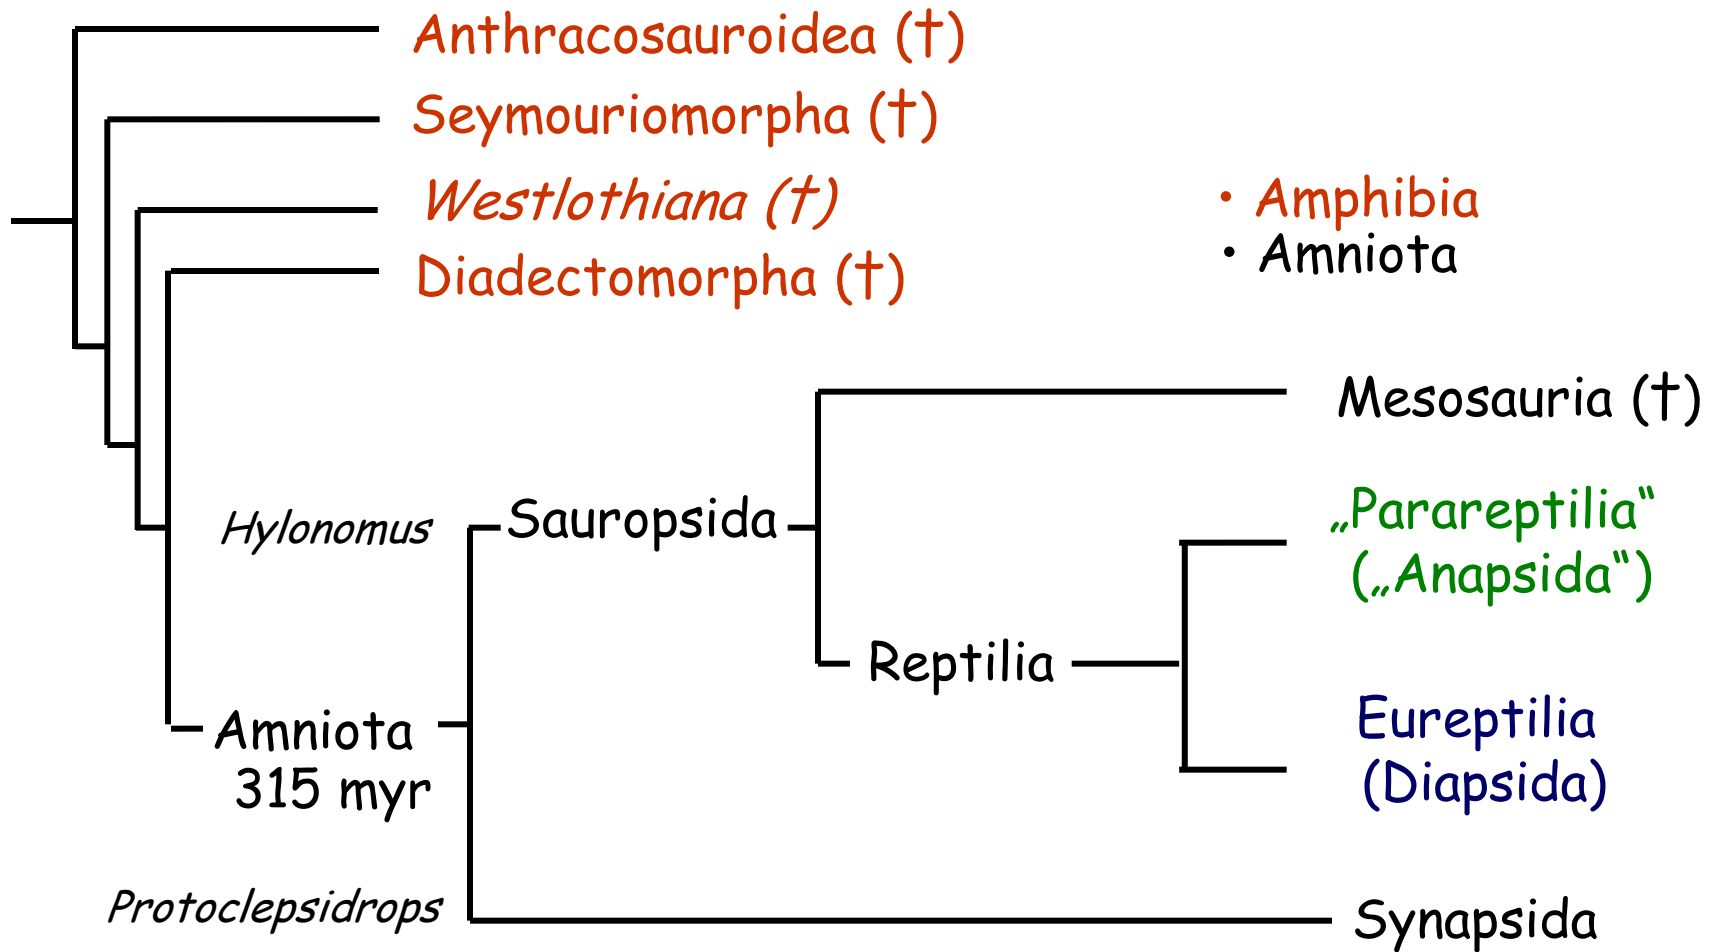 Anthracosauroidea (†)
Seymouriomorpha (†)
Westlothiana (†)
Diadectomorpha (†)
• Amphibia
• Amniota
Mesosauria (†)
„Parareptilia“
(„Anapsida“)
Hylonomus
Sauropsida
Reptilia
Eureptilia
(Diapsida)
Amniota
315 myr
Protoclepsidrops
Synapsida